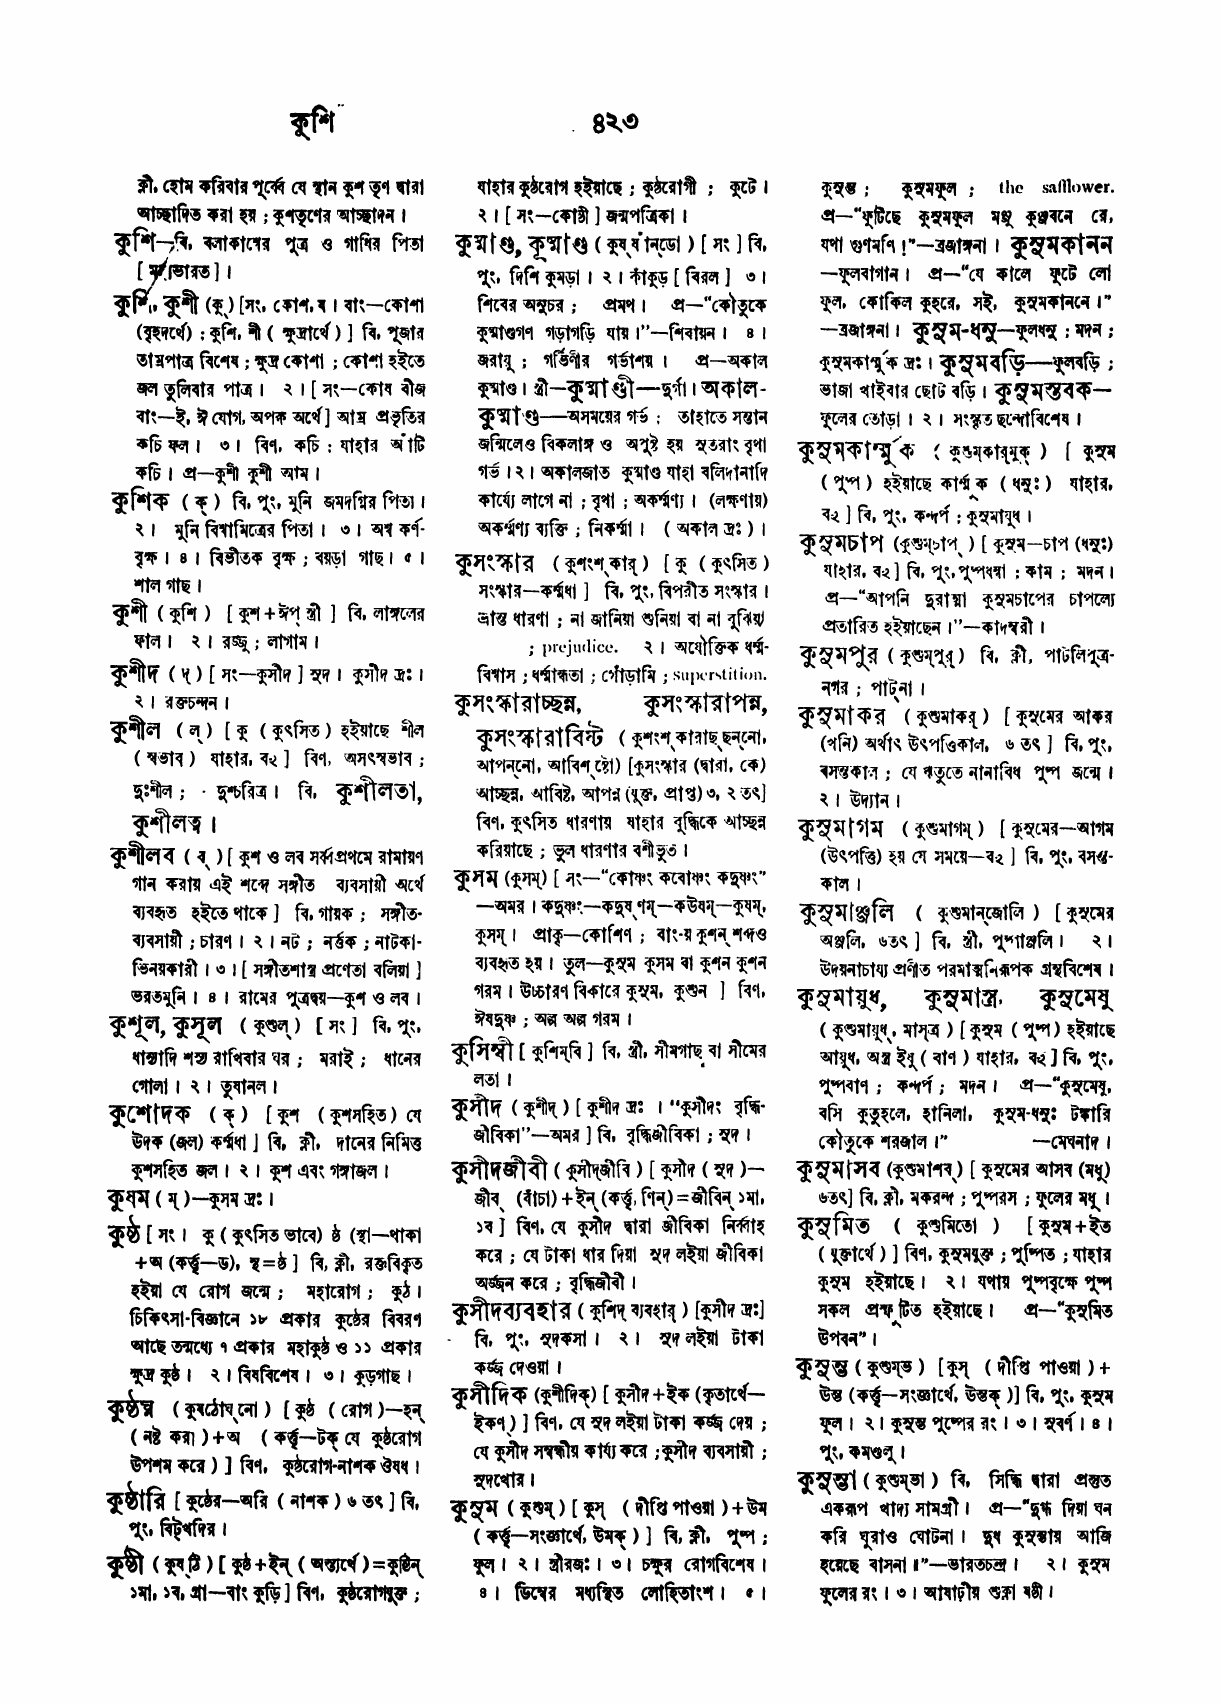 কুশি
৪২৩
ক্লী, হোম করিবার পূর্ব্বে যে স্থান কুশ তৃণ দ্বারা
আচ্ছাদিত করা হয় ; কুশতৃণের আচ্ছাদন।
কুশি—বি, বলাকাশ্বের পুত্র ও গাধির পিতা
[ মহাভারত ]।
কুশি, কুশী (কু) [সং, কোশ, ষ। বাং—কোশা
(বৃহদর্থে) ; কুশি, শী ( ক্ষুদ্রার্থে ) ] বি, পূজার
তাম্রপাত্র বিশেষ ; ক্ষুদ্র কোশা ; কোশা হইতে
জল তুলিবার পাত্র। ২। [ সং—কোষ বীজ
বাং—ই, ঈ যোগ, অপক্ব অর্থে ] আম্র প্রভৃতির
কচি ফল। ৩। বিণ, কচি ; যাহার আঁটি
কচি। প্র—কুশী কুশী আম।
কুশিক (ক্) বি, পুং, মুনি জমদগ্নির পিতা।
২। মুনি বিশ্বামিত্রের পিতা। ৩। অশ্ব কর্ণ-
বৃক্ষ। ৪। বিভীতক বৃক্ষ ; বয়ড়া গাছ। ৫।
শাল গাছ।
কুশী (কুশি) [ কুশ+ঈপ্ স্ত্রী ] বি, লাঙ্গলের
ফাল। ২। রজ্জু ; লাগাম।
কুশীদ (দ্) [ সং—কুসীদ ] সুদ। কুসীদ দ্রঃ।
২। রক্তচন্দন।
কুশীল (ল্) [ কু (কুৎসিত) হইয়াছে শীল
(স্বভাব) যাহার, ব২ ] বিণ, অসৎস্বভাব ;
দুঃশীল ; দুশ্চরিত্র। বি, কুশীলতা,
কুশীলত্ব।
কুশীলব (ব্) [ কুশ ও লব সর্ব্বপ্রথমে রামায়ণ
গান করায় এই শব্দে সঙ্গীত ব্যবসায়ী অর্থে
ব্যবহৃত হইতে থাকে ] বি, গায়ক ; সঙ্গীত-
ব্যবসায়ী ; চারণ। ২। নট ; নর্ত্তক ; নাটকা-
ভিনয়কারী। ৩। [ সঙ্গীতশাস্ত্র প্রণেতা বলিয়া ]
ভরতমুনি। ৪। রামের পুত্রদ্বয়—কুশ ও লব।
কুশূল, কুসূল (কুশুল্) [ সং ] বি, পুং,
ধান্যাদি শস্য রাখিবার ঘর ; মরাই ; ধানের
গোলা। ২। তুষানল।
কুশোদক (ক্) [ কুশ (কুশসহিত) যে
উদক (জল) কর্ম্মধা ] বি, ক্লী, দানের নিমিত্ত
কুশসহিত জল। ২। কুশ এবং গঙ্গাজল।
কুষম (ম্)—কুসম দ্রঃ।
কুষ্ঠ [ সং। কু ( কুৎসিত ভাবে) ষ্ঠ (স্থা—থাকা
+অ (কর্ত্তৃ—ড), স্থ=ষ্ঠ ] বি, ক্লী, রক্তবিকৃত
হইয়া যে রোগ জন্মে ; মহারোগ ; কুঠ।
চিকিৎসা-বিজ্ঞানে ১৮ প্রকার কুষ্ঠের বিবরণ
আছে তন্মধ্যে ৭ প্রকার মহাকুষ্ঠ ও ১১ প্রকার
ক্ষুদ্র কুষ্ঠ। ২। বিষবিশেষ। ৩। কুড়গাছ।
কুষ্ঠঘ্ন (কুষঠোঘ্নো) [ কুষ্ঠ (রোগ)—হন্
(নষ্ট করা)+অ (কর্ত্তৃ—টক্ যে কুষ্ঠরোগ
উপশম করে) ] বিণ, কুষ্ঠরোগ-নাশক ঔষধ।
কুষ্ঠারি [ কুষ্ঠের—অরি (নাশক) ৬ তৎ ] বি,
পুং, বিট্‌খদির।
কুষ্ঠী (কুষ্ঠি) [ কুষ্ঠ+ইন্ (অস্ত্যর্থে)=কুষ্ঠিন্
১মা, ১ব, গ্রা—বাং কুড়ি ] বিণ, কুষ্ঠরোগযুক্ত ;
যাহার কুষ্ঠরোগ হইয়াছে ; কুষ্ঠরোগী ; কুটে।
২। [ সং—কোষ্ঠী ] জন্মপত্রিকা।
কুষ্মাণ্ড, কূষ্মাণ্ড (কুষ্‌ষাঁন্‌ডো) [ সং ] বি,
পুং, দিশি কুমড়া। ২। কাঁকুড় [ বিরল ] ৩।
শিবের অনুচর ; প্রমথ। প্র—“কৌতুকে
কুষ্মাণ্ডগণ গড়াগড়ি যায়।”—শিবায়ন। ৪।
জরায়ু ; গর্ভিণীর গর্ভাশয়। প্র—অকাল
কুষ্মাণ্ড। স্ত্রী—কুষ্মাণ্ডী—দুর্গা। অকাল-
কুষ্মাণ্ড—অসময়ের গর্ভ ; তাহাতে সন্তান
জন্মিলেও বিকলাঙ্গ ও অপুষ্ট হয় সুতরাং বৃথা
গর্ভ। ২। অকালজাত কুষ্মাণ্ড যাহা বলিদানাদি
কার্য্যে লাগে না ; বৃথা ; অকর্ম্মণ্য। (লক্ষণায়)
অকর্ম্মণ্য ব্যক্তি ; নিষ্কর্ম্মা। (অকাল দ্রঃ)।
কুসংস্কার (কুশংশ্‌কার্) [ কু (কুৎসিত)
সংস্কার—কর্ম্মধা ] বি, পুং, বিপরীত সংস্কার।
ভ্রান্ত ধারণা ; না জানিয়া শুনিয়া বা না বুঝিয়া
; prejudice. ২। অযৌক্তিক ধর্ম্ম-
বিশ্বাস ; ধর্ম্মান্ধতা ; গোঁড়ামি ; superstition.
কুসংস্কারাচ্ছন্ন, কুসংস্কারাপন্ন,
কুসংস্কারাবিষ্ট (কুশংশ্‌কারাছ্‌ছন্‌নো,
আপন্‌নো, আবিশ্‌ষ্টো) [কুসংস্কার (দ্বারা, কে)
আচ্ছন্ন, আবিষ্ট, আপন্ন (যুক্ত, প্রাপ্ত) ৩, ২ তৎ]
বিণ, কুৎসিত ধারণায় যাহার বুদ্ধিকে আচ্ছন্ন
করিয়াছে ; ভুল ধারণার বশীভূত।
কুসম (কুসম্) [ সং—“কোষ্ণং কবোষ্ণং কদুষ্ণং”
—অমর। কদুষ্ণং—কদুষ্ণম্—কউষম্—কুষম্,
কুসম্। প্রাকৃ—কোশিণ ; বাং-য় কুশন্ শব্দও
ব্যবহৃত হয়। তুল—কুসুম কুসম বা কুশন কুশন
গরম। উচ্চারণ বিকারে কুসুম, কুশুন ] বিণ,
ঈষদুষ্ণ ; অল্প অল্প গরম।
কুসিম্বী [ কুশিম্‌বি ] বি, স্ত্রী, সীমগাছ বা সীমের
লতা।
কুসীদ (কুশীদ্) [ কুশীদ দ্রঃ। “কুসীদং বৃদ্ধি-
জীবিকা”—অমর ] বি, বৃদ্ধিজীবিকা ; সুদ।
কুসীদজীবী (কুসীদ্‌জীবি) [ কুসীদ (সুদ)—
জীব্ (বাঁচা)+ইন্ (কর্ত্তৃ, ণিন্)=জীবিন্ ১মা,
১ব ] বিণ, যে কুসীদ দ্বারা জীবিকা নির্ব্বাহ
করে ; যে টাকা ধার দিয়া সুদ লইয়া জীবিকা
অর্জ্জন করে ; বৃদ্ধিজীবী।
কুসীদব্যবহার (কুশিদ্ ব্যবহার্) [কুসীদ দ্রঃ]
বি, পুং, সুদকসা। ২। সুদ লইয়া টাকা
কর্জ্জ দেওয়া।
কুসীদিক (কুশীদিক্) [ কুসীদ+ইক (কৃতার্থে—
ইকণ্) ] বিণ, যে সুদ লইয়া টাকা কর্জ্জ দেয় ;
যে কুসীদ সম্বন্ধীয় কার্য্য করে ; কুসীদ ব্যবসায়ী ;
সুদখোর।
কুসুম (কুশুম্) [ কুস্ (দীপ্তি পাওয়া)+উম
(কর্ত্তৃ—সংজ্ঞার্থে, উমক্) ] বি, ক্লী, পুষ্প ;
ফুল। ২। স্ত্রীরজঃ। ৩। চক্ষুর রোগবিশেষ।
৪। ডিম্বের মধ্যস্থিত লোহিতাংশ। ৫।
কুসুম্ভ ; কুসুমফুল ; the safflower.
প্র—“ফুটিছে কুসুমফুল মঞ্জু কুঞ্জবনে রে,
যথা গুণমণি !”—ব্রজাঙ্গনা। কুসুমকানন
—ফুলবাগান। প্র—“যে কালে ফুটে লো
ফুল, কোকিল কুহরে, সই, কুসুমকাননে।”
—ব্রজাঙ্গনা। কুসুম-ধনু—ফুলধনু ; মদন ;
কুসুমকার্ম্মুক দ্রঃ। কুসুমবড়ি—ফুলবড়ি ;
ভাজা খাইবার ছোট বড়ি। কুসুমস্তবক—
ফুলের তোড়া। ২। সংস্কৃত ছন্দোবিশেষ।
কুসুমকার্ম্মুক (কুশুম্‌কার্‌মুক্) [ কুসুম
(পুষ্প) হইয়াছে কার্ম্মুক (ধনুঃ) যাহার,
ব২ ] বি, পুং, কন্দর্প ; কুসুমায়ুধ।
কুসুমচাপ (কুশুম্‌চাপ্) [ কুসুম—চাপ (ধনুঃ)
যাহার, ব২ ] বি, পুং, পুষ্পধন্বা ; কাম ; মদন।
প্র—“আপনি দুরাত্মা কুসুমচাপের চাপল্যে
প্রতারিত হইয়াছেন।”—কাদম্বরী।
কুসুমপুর (কুশুম্‌পুর্) বি, ক্লী, পাটলিপুত্র-
নগর ; পাট্‌না।
কুসুমাকর (কুশুমাকর্) [ কুসুমের আকর
(খনি) অর্থাৎ উৎপত্তিকাল, ৬ তৎ ] বি, পুং,
বসন্তকাল ; যে ঋতুতে নানাবিধ পুষ্প জন্মে।
২। উদ্যান।
কুসুমাগম (কুশুমাগম্) [ কুসুমের—আগম
(উৎপত্তি) হয় যে সময়ে—ব২ ] বি, পুং, বসন্ত-
কাল।
কুসুমাঞ্জলি (কুশুমান্‌জোলি) [ কুসুমের
অঞ্জলি, ৬তৎ ] বি, স্ত্রী, পুষ্পাঞ্জলি। ২।
উদয়নাচার্য্য প্রণীত পরমাত্মনিরূপক গ্রন্থবিশেষ।
কুসুমায়ুধ, কুসুমাস্ত্র, কুসুমেষু
(কুশুমায়ুধ্, মাস্‌ত্র) [ কুসুম (পুষ্প) হইয়াছে
আয়ুধ, অস্ত্র ইষু (বাণ) যাহার, ব২ ] বি, পুং,
পুষ্পবাণ ; কন্দর্প ; মদন। প্র—“কুসুমেষু,
বসি কুতুহলে, হানিলা, কুসুম-ধনুঃ টঙ্কারি
কৌতুকে শরজাল।” —মেঘনাদ।
কুসুমাসব (কুশুমাশব্) [ কুসুমের আসব (মধু)
৬তৎ] বি, ক্লী, মকরন্দ ; পুষ্পরস ; ফুলের মধু।
কুসুমিত (কুশুমিতো) [ কুসুম+ইত
(যুক্তার্থে) ] বিণ, কুসুমযুক্ত ; পুষ্পিত ; যাহার
কুসুম হইয়াছে। ২। যথায় পুষ্পবৃক্ষে পুষ্প
সকল প্রস্ফুটিত হইয়াছে। প্র—“কুসুমিত
উপবন”।
কুসুম্ভ (কুশুম্‌ভ) [ কুস্ (দীপ্তি পাওয়া)+
উম্ভ (কর্ত্তৃ—সংজ্ঞার্থে, উম্ভক্) ] বি, পুং, কুসুম
ফুল। ২। কুসুম্ভ পুষ্পের রং। ৩। সুবর্ণ। ৪।
পুং, কমণ্ডলু।
কুসুম্ভা (কুশুম্‌ভা) বি, সিদ্ধি দ্বারা প্রস্তুত
একরূপ খাদ্য সামগ্রী। প্র—“দুগ্ধ দিয়া ঘন
করি ঘুরাও ঘোটনা। দুধ কুসুম্ভায় আজি
হয়েছে বাসনা॥”—ভারতচন্দ্র। ২। কুসুম
ফুলের রং। ৩। আষাঢ়ীয় শুক্লা ষষ্ঠী।